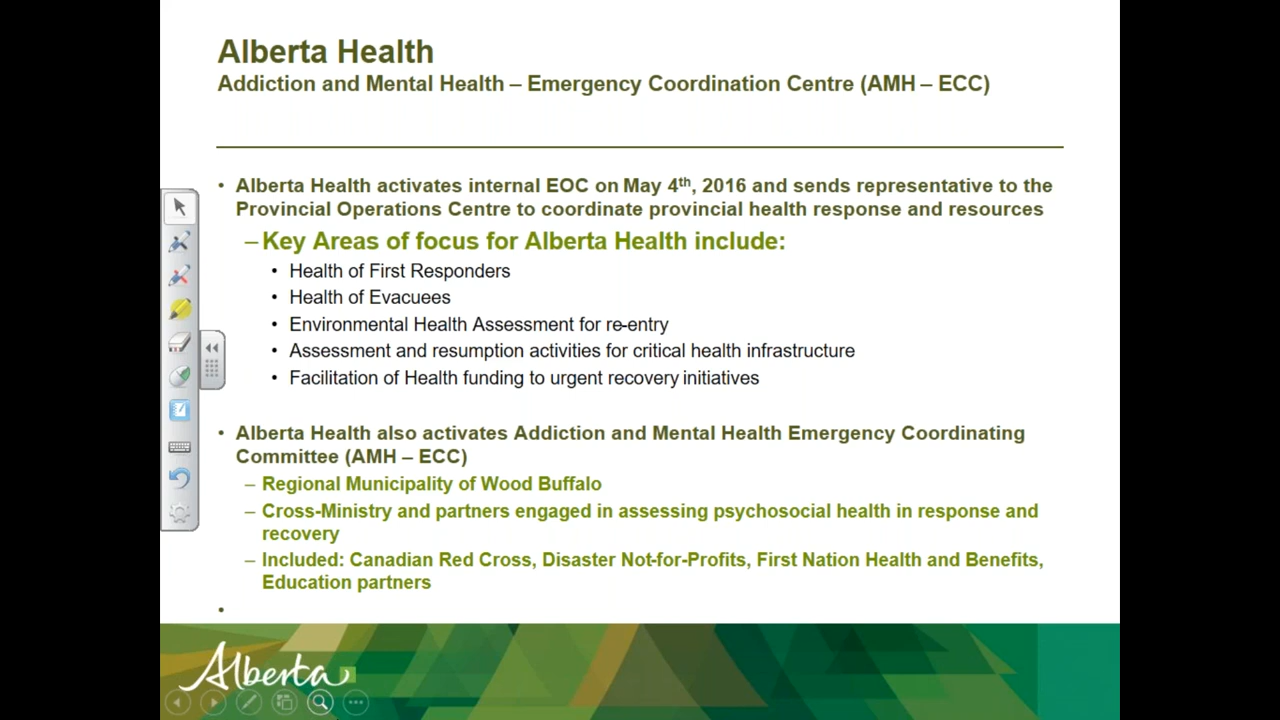 Alberta Health
Addiction and Mental Health – Emergency Coordination Centre (AMH – ECC)
• Alberta Health activates internal EOC on May 4th, 2016 and sends representative to the
Provincial Operations Centre to coordinate provincial health response and resources
– Key Areas of focus for Alberta Health include:
• Health of First Responders
• Health of Evacuees
• Environmental Health Assessment for re-entry
• Assessment and resumption activities for critical health infrastructure
• Facilitation of Health funding to urgent recovery initiatives
• Alberta Health also activates Addiction and Mental Health Emergency Coordinating
Committee (AMH – ECC)
– Regional Municipality of Wood Buffalo
– Cross-Ministry and partners engaged in assessing psychosocial health in response and
recovery
– Included: Canadian Red Cross, Disaster Not-for-Profits, First Nation Health and Benefits,
Education partners
•
Alberta